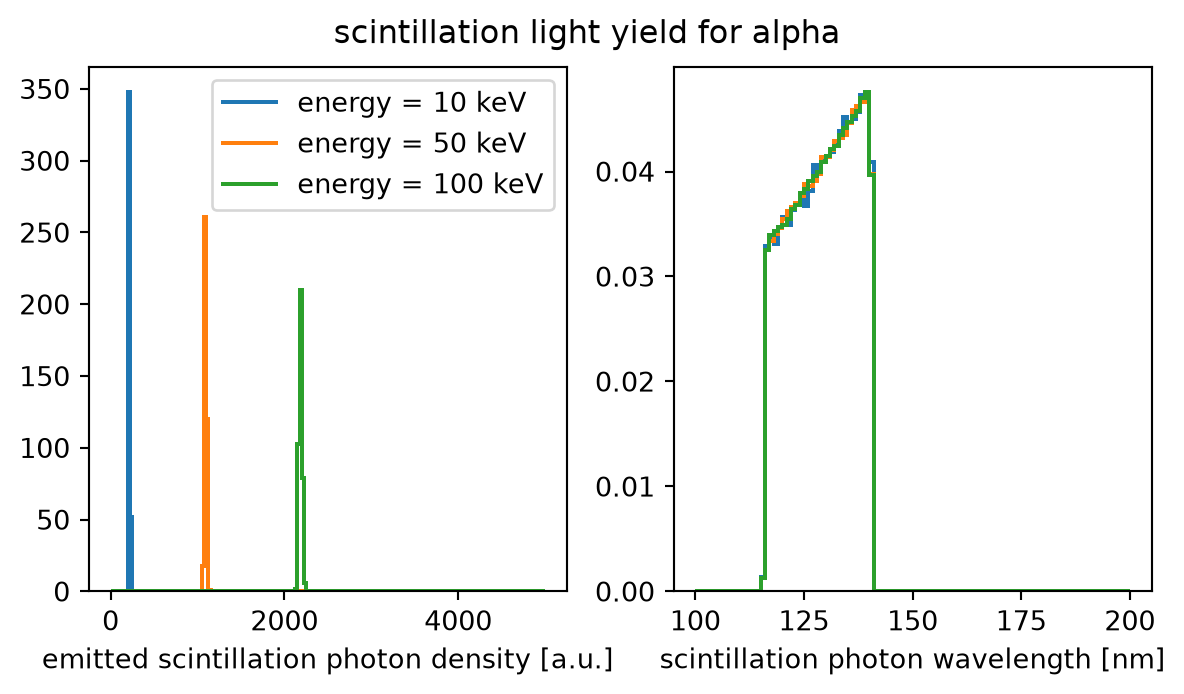 scintillation light yield for alpha
350
300
250
200
150
100
50
0
energy = 10 keV
energy = 50 keV
energy = 100 keV
0 2000 4000
emitted scintillation photon density [a.u.]
0.04
0.03
0.02
0.01
0.00
100 125 150 175 200
scintillation photon wavelength [nm]